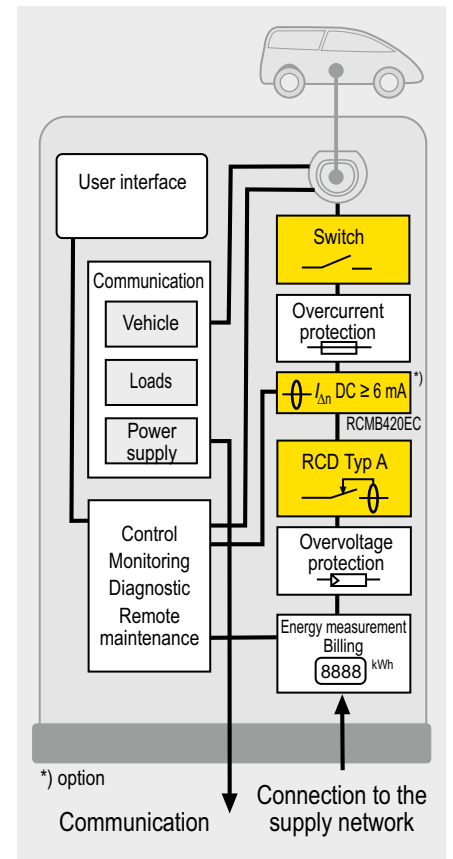 User interface
Communication
Vehicle
Loads
Power
supply
Control
Monitoring
Diagnostic
Remote
maintenance
Switch
Overcurrent
protection
IΔn DC ≥ 6 mA *)
RCMB420EC
RCD Typ A
Overvoltage
protection
Energy measurement
Billing
8888 kWh
*) option
Communication
Connection to the
supply network